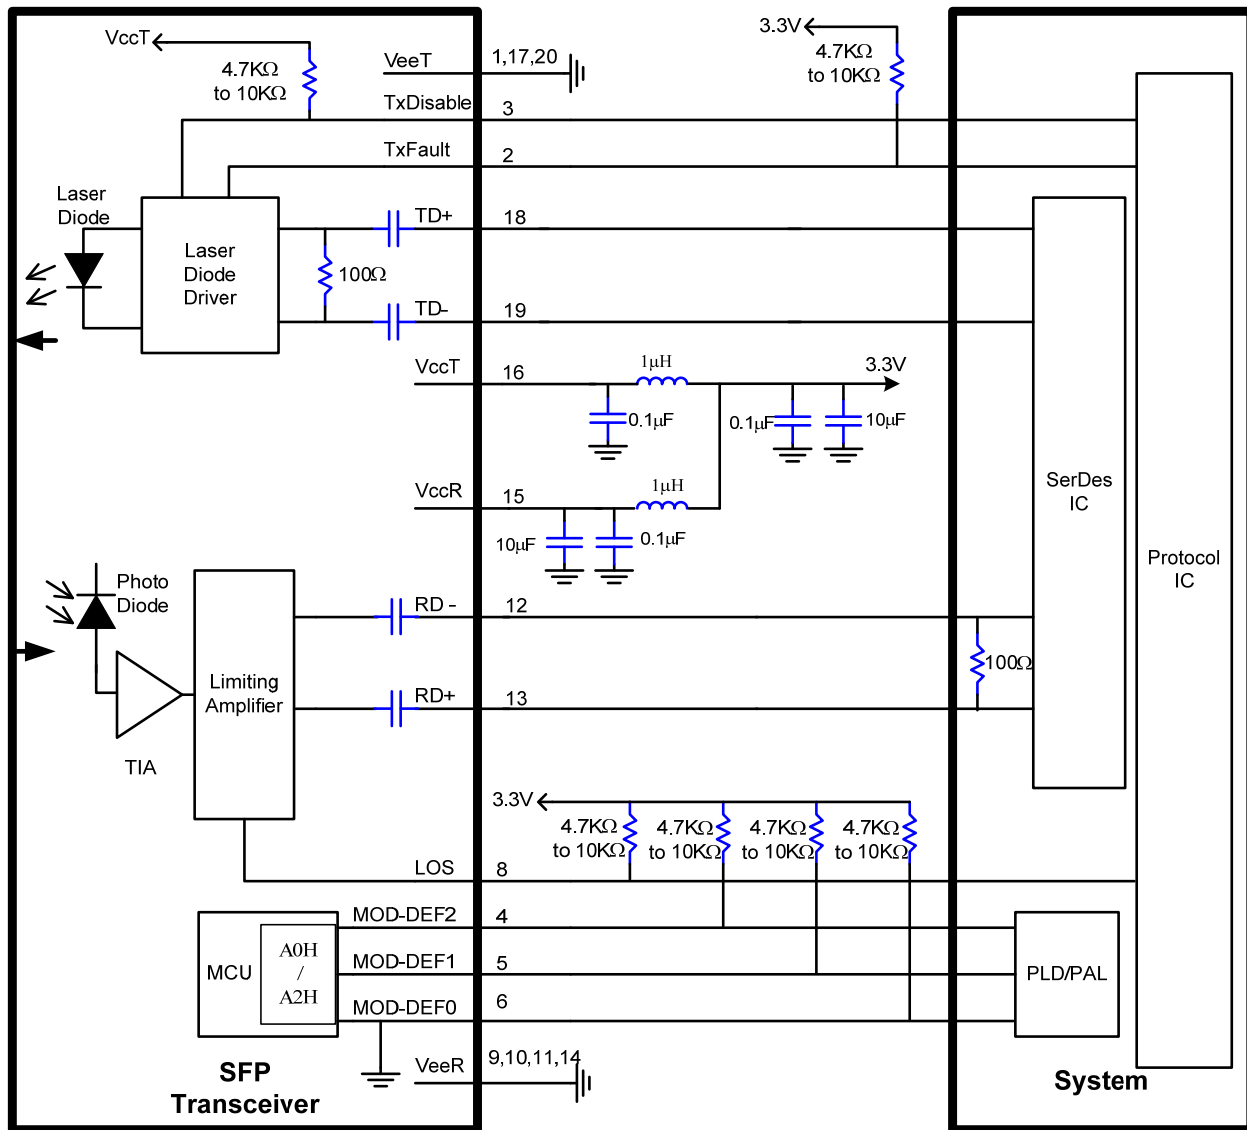 VccT
4.7KΩ
to 10KΩ
VeeT
1,17,20
3.3V
4.7KΩ
to 10KΩ
TxDisable
3
TxFault
2
Laser
Diode
Laser
Diode
Driver
TD+
18
100Ω
TD-
19
VccT
16
1μH
3.3V
0.1μF
0.1μF
10μF
VccR
15
1μH
10μF
0.1μF
SerDes
IC
Protocol
IC
Photo
Diode
RD -
12
100Ω
Limiting
Amplifier
RD+
13
TIA
3.3V
4.7KΩ
to 10KΩ
4.7KΩ
to 10KΩ
4.7KΩ
to 10KΩ
4.7KΩ
to 10KΩ
LOS
8
MOD-DEF2
4
MCU
A0H
/
A2H
MOD-DEF1
5
PLD/PAL
MOD-DEF0
6
VeeR
9,10,11,14
SFP
Transceiver
System